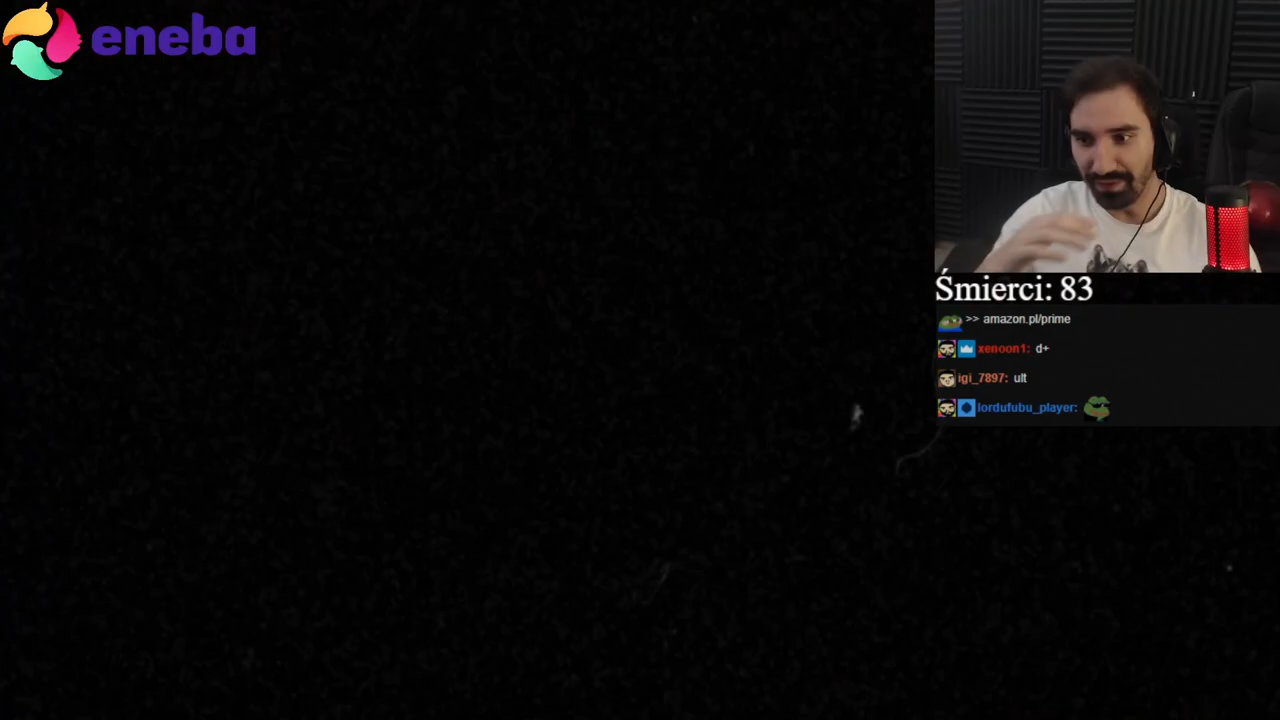 eneba
Śmierci: 83
>> amazon.pl/prime
xenoon1: d+
igi_7897: ult
lordufubu_player: